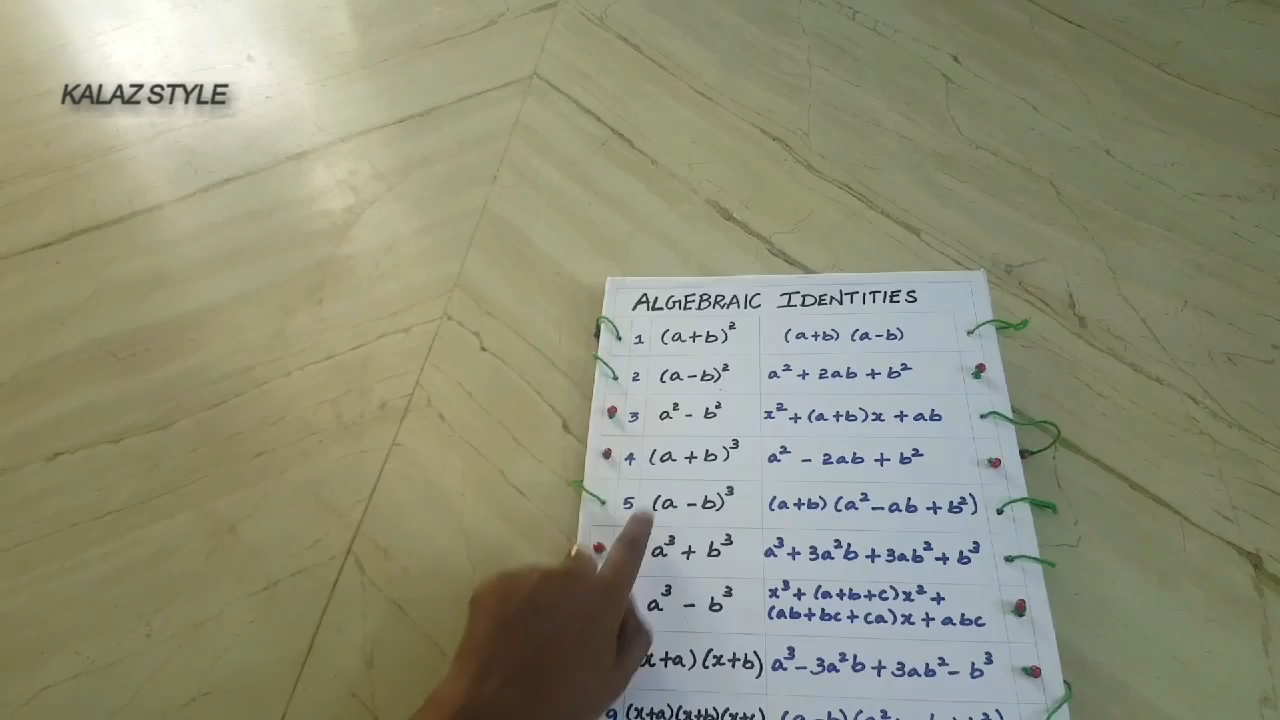 KALAZ STYLE
ALGEBRAIC IDENTITIES
1 (a+b)² (a+b) (a-b)
2 (a-b)² a² + 2ab + b²
3 a² - b² x² + (a+b)x + ab
4 (a + b)³ a² - 2ab + b²
5 (a - b)³ (a+b) (a² - ab + b²)
a³ + b³ a³ + 3a²b + 3ab² + b³
a³ - b³ x³ + (a+b+c)x² +
(ab+bc+ca)x + abc
(x+a) (x+b) a³ - 3a²b + 3ab² - b³
9 (x+a)(x+b)